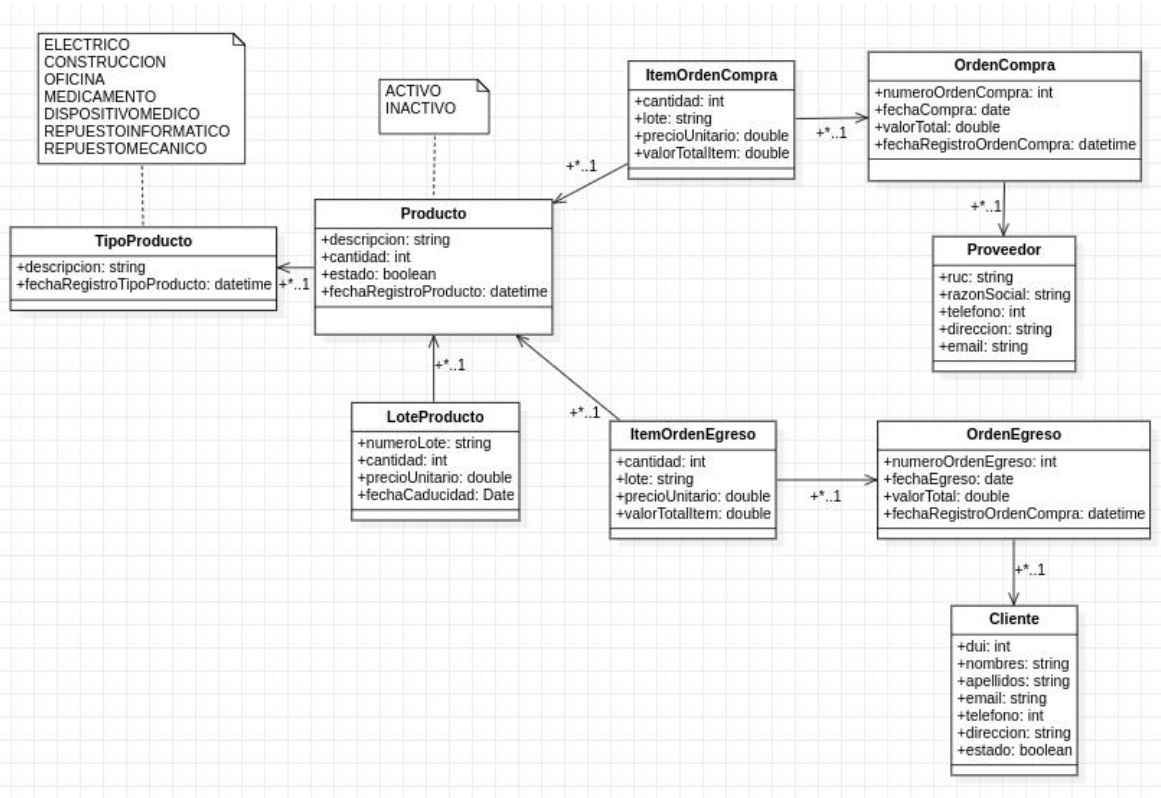 ELECTRICO
CONSTRUCCION
OFICINA
MEDICAMENTO
DISPOSITIVOMEDICO
REPUESTOINFORMATICO
REPUESTOMECANICO
ACTIVO
INACTIVO
ItemOrdenCompra
+cantidad: int
+lote: string
+precioUnitario: double
+valorTotalItem: double
+*..1
OrdenCompra
+numeroOrdenCompra: int
+fechaCompra: date
+valorTotal: double
+fechaRegistroOrdenCompra: datetime
+*..1
+*..1
TipoProducto
+descripcion: string
+fechaRegistroTipoProducto: datetime
+*..1
Producto
+descripcion: string
+cantidad: int
+estado: boolean
+fechaRegistroProducto: datetime
Proveedor
+ruc: string
+razonSocial: string
+telefono: int
+direccion: string
+email: string
+*..1
+*..1
LoteProducto
+numeroLote: string
+cantidad: int
+precioUnitario: double
+fechaCaducidad: Date
ItemOrdenEgreso
+cantidad: int
+lote: string
+precioUnitario: double
+valorTotalItem: double
+*..1
OrdenEgreso
+numeroOrdenEgreso: int
+fechaEgreso: date
+valorTotal: double
+fechaRegistroOrdenCompra: datetime
+*..1
Cliente
+dui: int
+nombres: string
+apellidos: string
+email: string
+telefono: int
+direccion: string
+estado: boolean